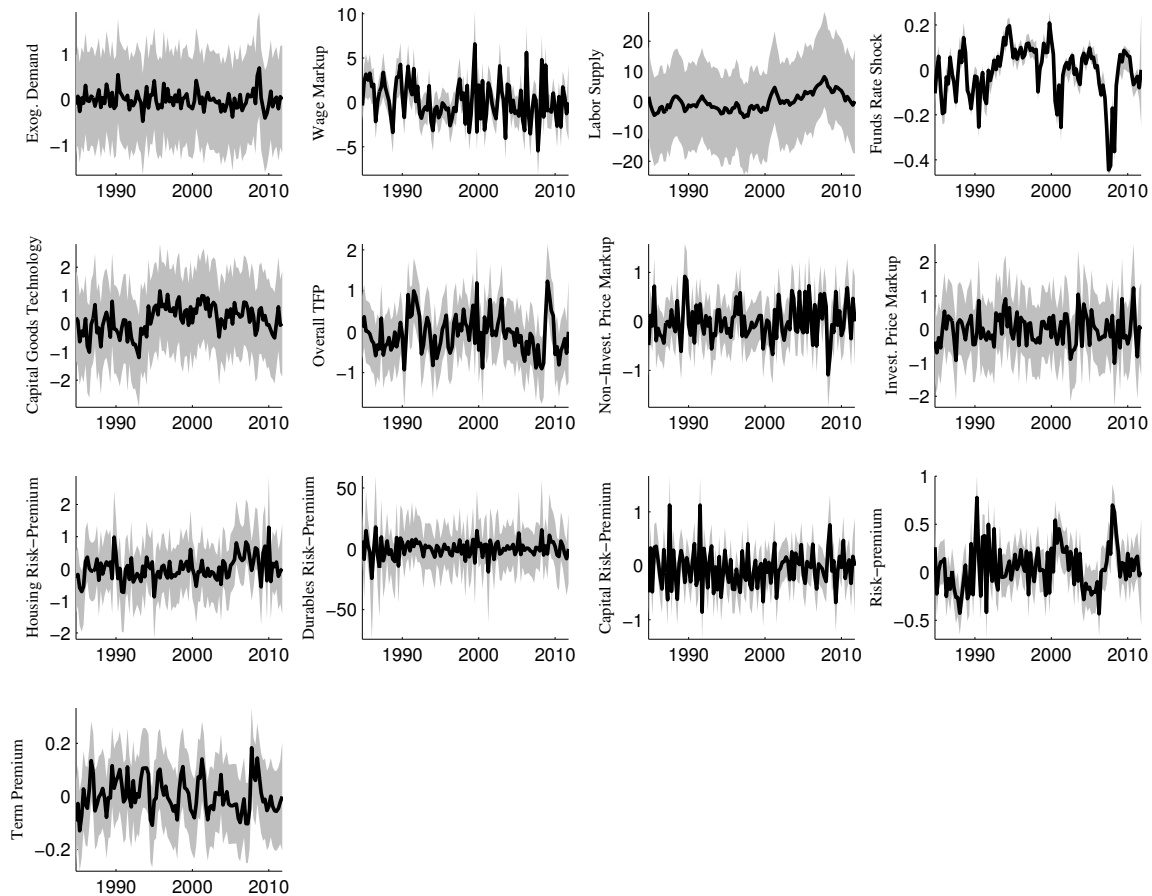 Exog. Demand
1
0
−1
1990 2000 2010
Wage Markup
10
5
0
−5
1990 2000 2010
Labor Supply
20
10
0
−10
−20
1990 2000 2010
Funds Rate Shock
0.2
0
−0.2
−0.4
1990 2000 2010
Capital Goods Technology
2
1
0
−1
−2
1990 2000 2010
Overall TFP
2
1
0
−1
1990 2000 2010
Non−Invest. Price Markup
1
0
−1
1990 2000 2010
Invest. Price Markup
2
1
0
−1
−2
1990 2000 2010
Housing Risk−Premium
2
1
0
−1
−2
1990 2000 2010
Durables Risk−Premium
50
0
−50
1990 2000 2010
Capital Risk−Premium
1
0
−1
1990 2000 2010
Risk−premium
1
0.5
0
−0.5
1990 2000 2010
Term Premium
0.2
0
−0.2
1990 2000 2010